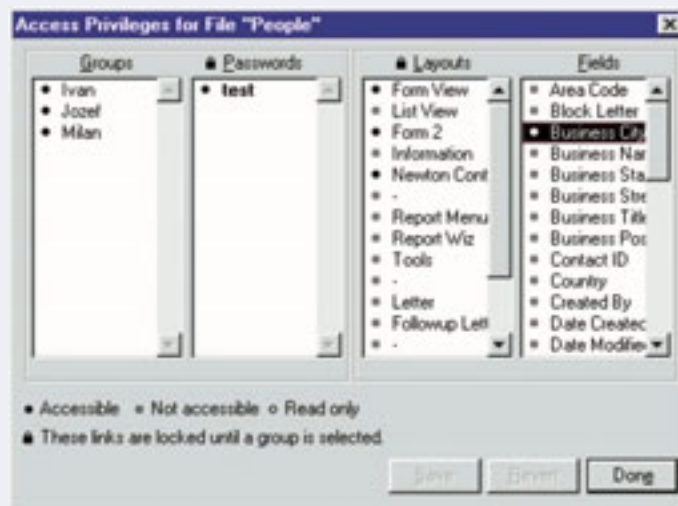 Access Privileges for File "People"
Groups
Ivan
Jozef
Milan
Passwords
test
Layouts
Form View
List View
Form 2
Information
Newton Cont
-
Report Menu
Report Wiz
Tools
-
Letter
Followup Lett
-
Fields
Area Code
Block Letter
Business City
Business Nam
Business Sta
Business Stre
Business Title
Business Pos
Contact ID
Country
Created By
Date Created
Date Modified
Accessible Not accessible Read only
These links are locked until a group is selected.
Save Revert Done